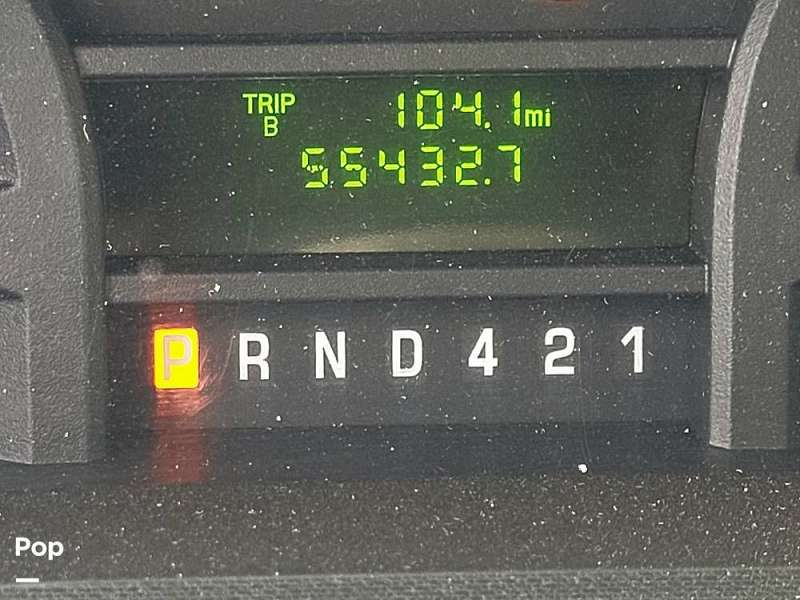 TRIP 104.1mi
B
55432.7
P R N D 4 2 1
Pop